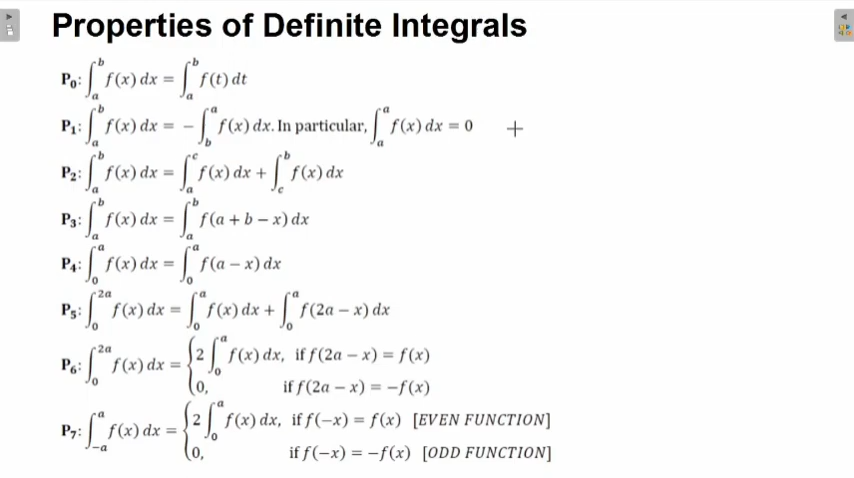 Properties of Definite Integrals
P₀: ∫ₐᵇ f(x) dx = ∫ₐᵇ f(t) dt
P₁: ∫ₐᵇ f(x) dx = − ∫_b^a f(x) dx. In particular, ∫ₐᵃ f(x) dx = 0
P₂: ∫ₐᵇ f(x) dx = ∫ₐᶜ f(x) dx + ∫_c^b f(x) dx
P₃: ∫ₐᵇ f(x) dx = ∫ₐᵇ f(a + b − x) dx
P₄: ∫₀ᵃ f(x) dx = ∫₀ᵃ f(a − x) dx
P₅: ∫₀²ᵃ f(x) dx = ∫₀ᵃ f(x) dx + ∫₀ᵃ f(2a − x) dx
P₆: ∫₀²ᵃ f(x) dx = { 2 ∫₀ᵃ f(x) dx, if f(2a − x) = f(x)
0, if f(2a − x) = −f(x)
P₇: ∫₋ₐᵃ f(x) dx = { 2 ∫₀ᵃ f(x) dx, if f(−x) = f(x) [EVEN FUNCTION]
0, if f(−x) = −f(x) [ODD FUNCTION]